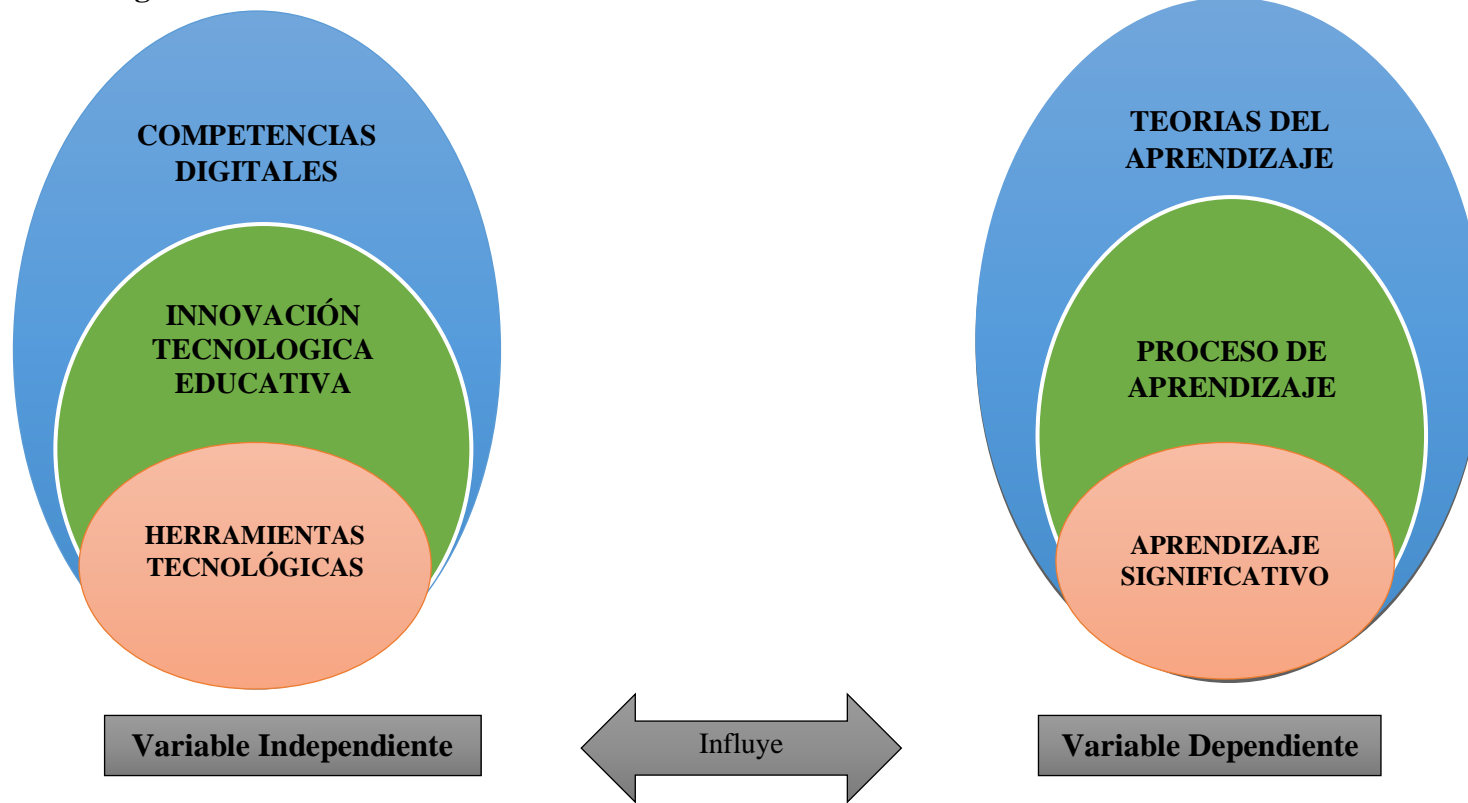 COMPETENCIAS
DIGITALES
INNOVACIÓN
TECNOLOGICA
EDUCATIVA
HERRAMIENTAS
TECNOLÓGICAS
Variable Independiente
Influye
TEORIAS DEL
APRENDIZAJE
PROCESO DE
APRENDIZAJE
APRENDIZAJE
SIGNIFICATIVO
Variable Dependiente